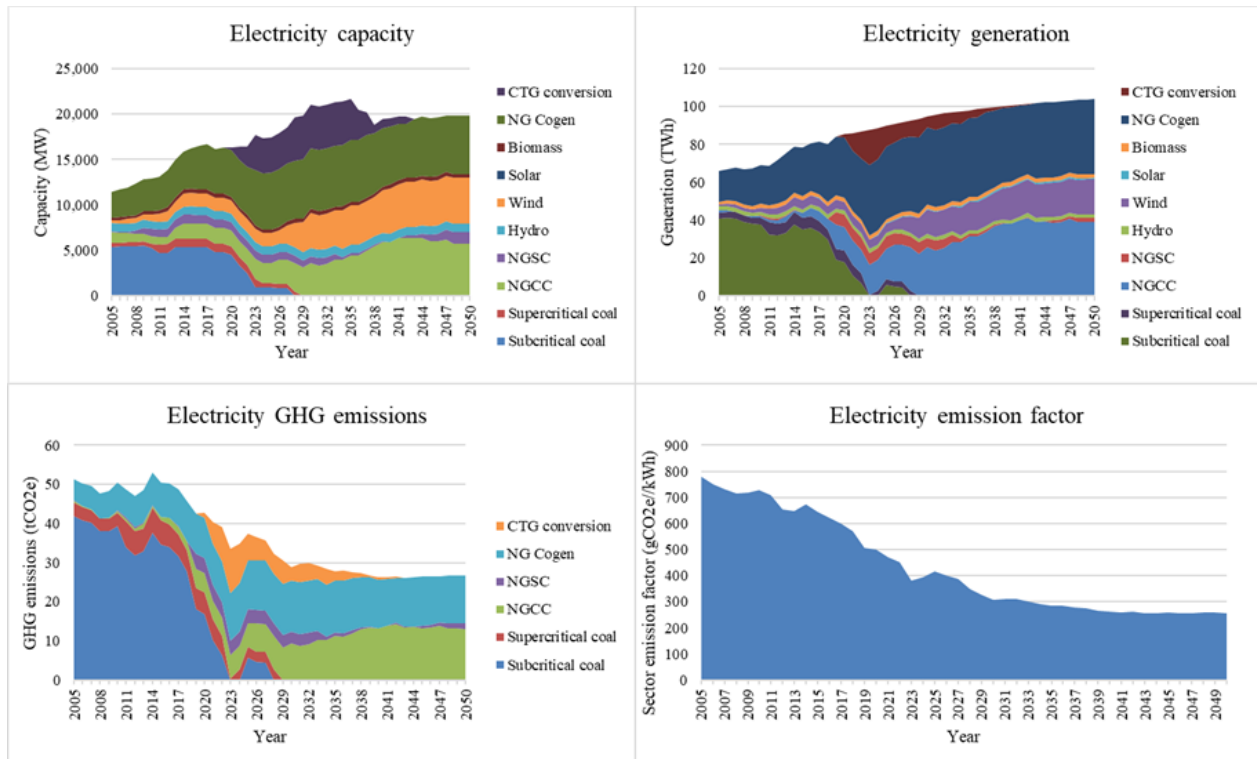 Electricity capacity
Capacity (MW)
25,000
20,000
15,000
10,000
5,000
0
2005 2008 2011 2014 2017 2020 2023 2026 2029 2032 2035 2038 2041 2044 2047 2050
Year
CTG conversion
NG Cogen
Biomass
Solar
Wind
Hydro
NGSC
NGCC
Supercritical coal
Subcritical coal
Electricity generation
Generation (TWh)
120
100
80
60
40
20
0
2005 2008 2011 2014 2017 2020 2023 2026 2029 2032 2035 2038 2041 2044 2047 2050
Year
CTG conversion
NG Cogen
Biomass
Solar
Wind
Hydro
NGSC
NGCC
Supercritical coal
Subcritical coal
Electricity GHG emissions
GHG emissions (tCO2e)
60
50
40
30
20
10
0
2005 2008 2011 2014 2017 2020 2023 2026 2029 2032 2035 2038 2041 2044 2047 2050
Year
CTG conversion
NG Cogen
NGSC
NGCC
Supercritical coal
Subcritical coal
Electricity emission factor
Sector emission factor (gCO2e//kWh)
900
800
700
600
500
400
300
200
100
0
2005 2007 2009 2011 2013 2015 2017 2019 2021 2023 2025 2027 2029 2031 2033 2035 2037 2039 2041 2043 2045 2047 2049
Year